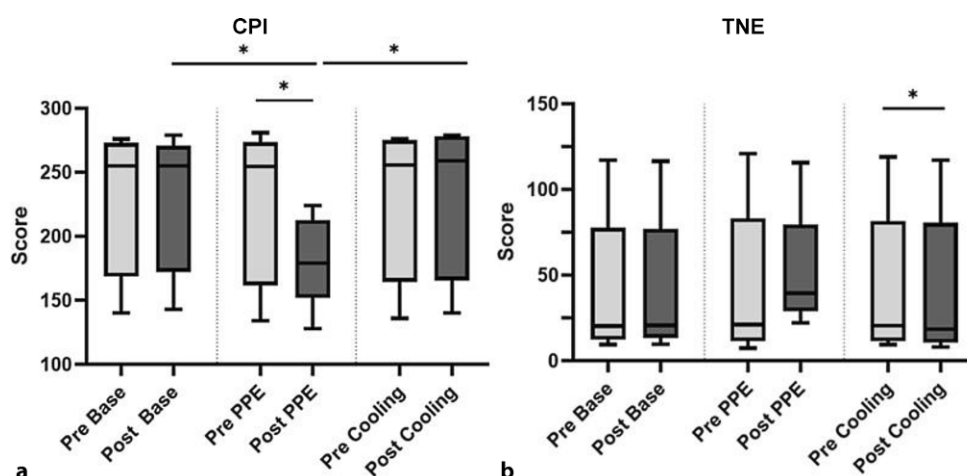 CPI
*
*
*
300
250
200
150
100
Score
Pre Base
Post Base
Pre PPE
Post PPE
Pre Cooling
Post Cooling
a
TNE
*
150
100
50
0
Score
Pre Base
Post Base
Pre PPE
Post PPE
Pre Cooling
Post Cooling
b